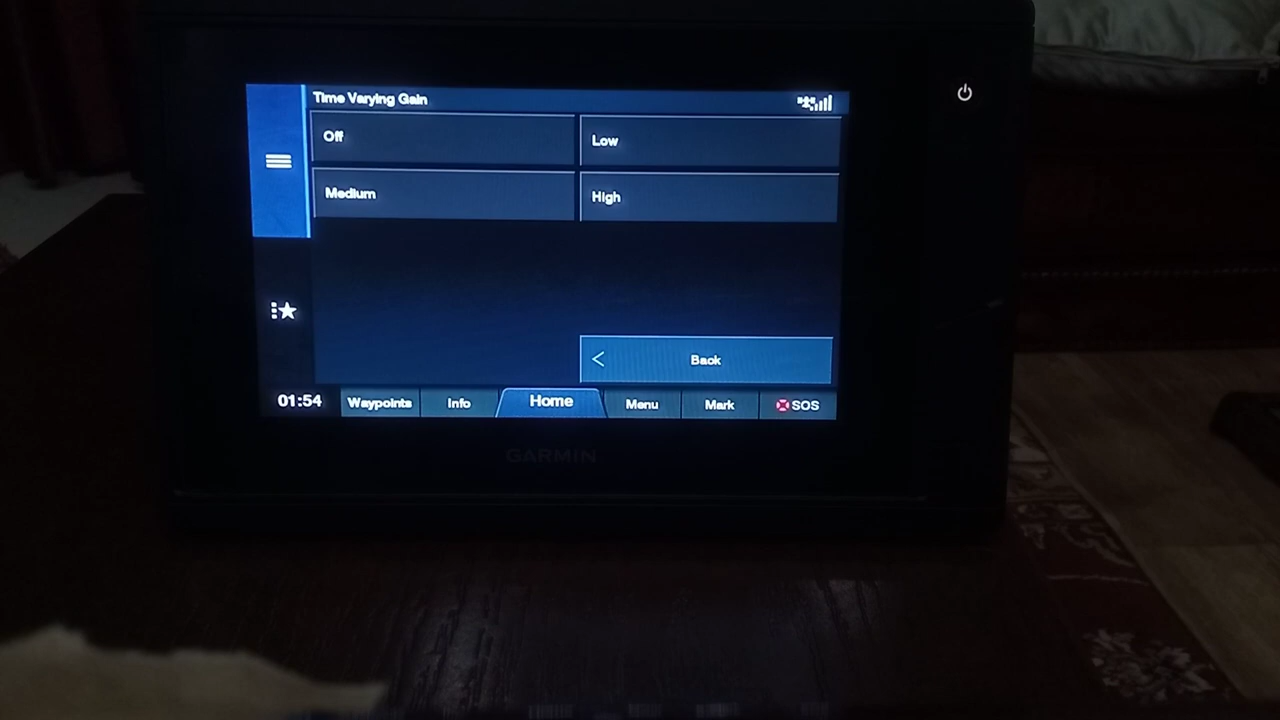 Time Varying Gain
Off
Low
Medium
High
Back
01:54
Waypoints
Info
Home
Menu
Mark
SOS
GARMIN